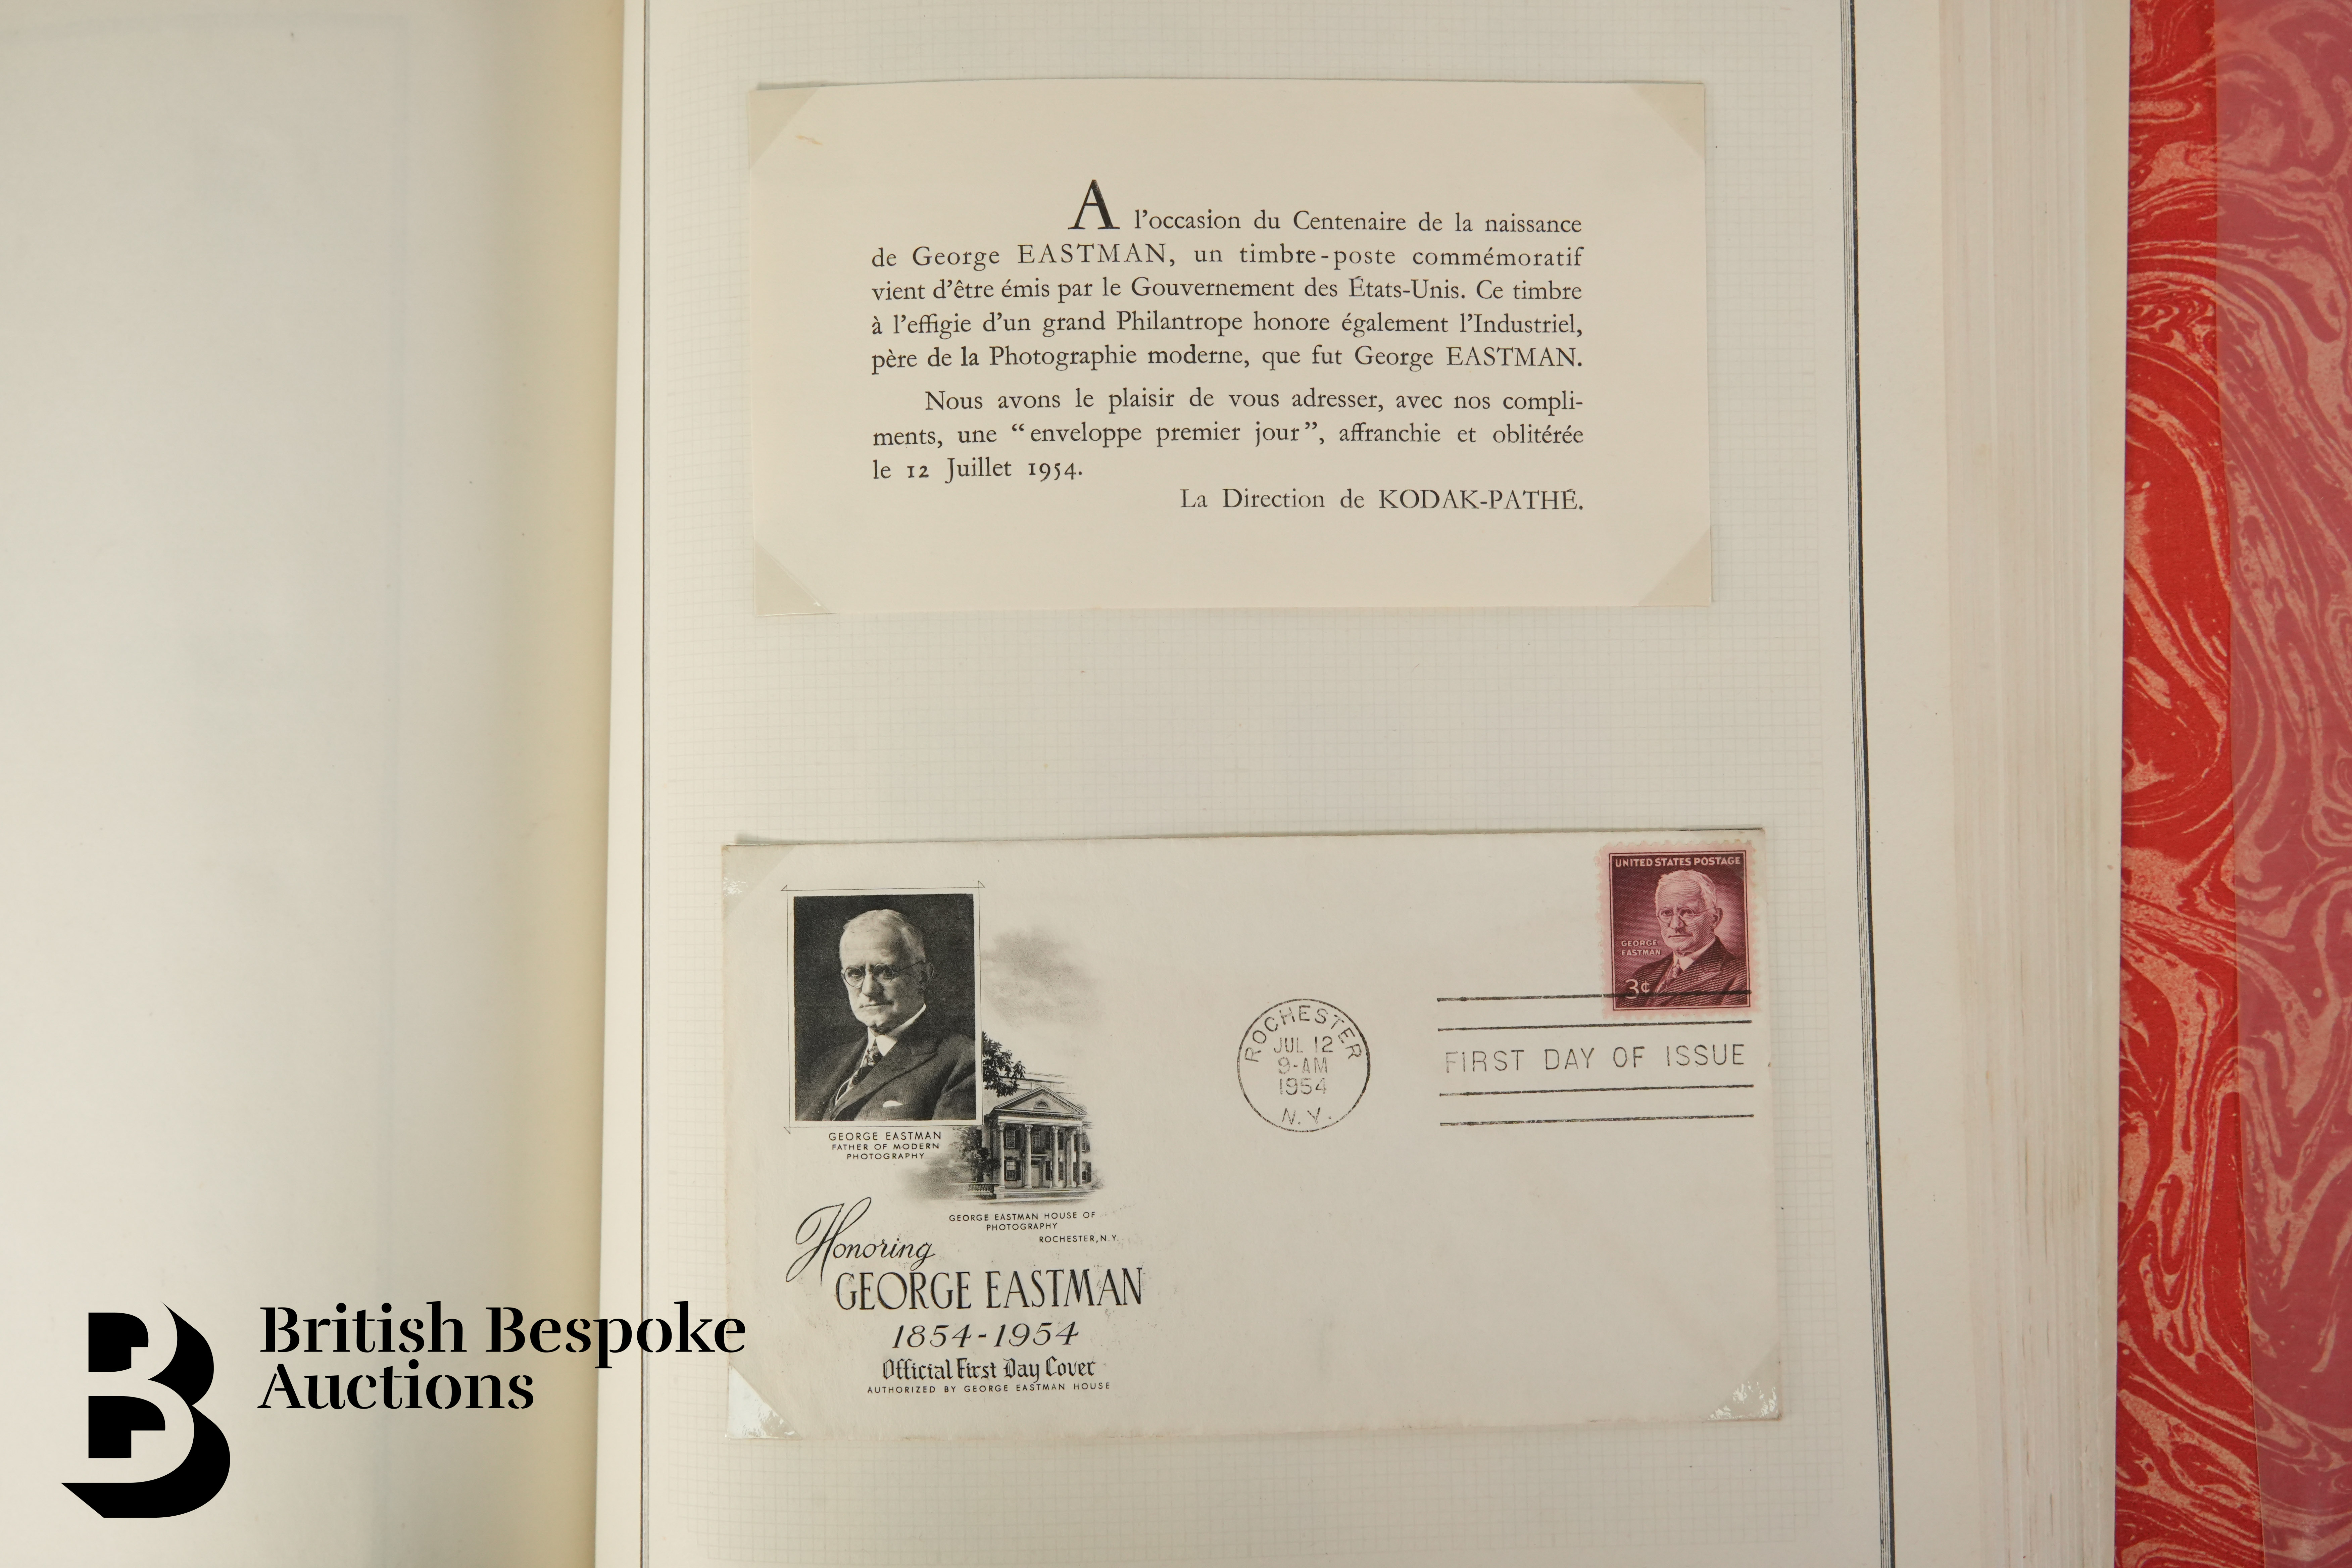 A l'occasion du Centenaire de la naissance
de George EASTMAN, un timbre-poste commémoratif
vient d'être émis par le Gouvernement des États-Unis. Ce timbre
à l'effigie d'un grand Philantrope honore également l'Industriel,
père de la Photographie moderne, que fut George EASTMAN.
Nous avons le plaisir de vous adresser, avec nos compli-
ments, une "enveloppe premier jour", affranchie et oblitérée
le 12 Juillet 1954.
La Direction de KODAK-PATHÉ.
UNITED STATES POSTAGE
GEORGE
EASTMAN
3¢
ROCHESTER
JUL 12
9-AM
1954
N.Y.
FIRST DAY OF ISSUE
GEORGE EASTMAN
FATHER OF MODERN
PHOTOGRAPHY
GEORGE EASTMAN HOUSE OF
PHOTOGRAPHY
ROCHESTER, N.Y.
Honoring
GEORGE EASTMAN
1854-1954
Official First Day Cover
AUTHORIZED BY GEORGE EASTMAN HOUSE
British Bespoke
Auctions